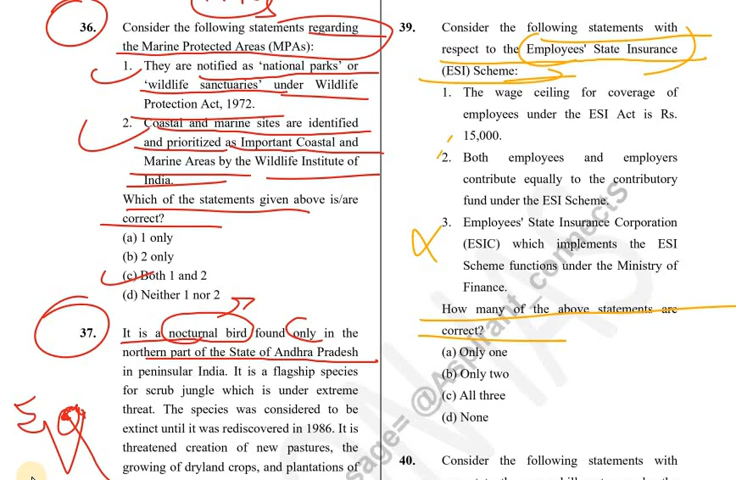 36. Consider the following statements regarding
the Marine Protected Areas (MPAs):
1. They are notified as ‘national parks’ or
‘wildlife sanctuaries’ under Wildlife
Protection Act, 1972.
2. Coastal and marine sites are identified
and prioritized as Important Coastal and
Marine Areas by the Wildlife Institute of
India.
Which of the statements given above is/are
correct?
(a) 1 only
(b) 2 only
(c) Both 1 and 2
(d) Neither 1 nor 2
37. It is a nocturnal bird found only in the
northern part of the State of Andhra Pradesh
in peninsular India. It is a flagship species
for scrub jungle which is under extreme
threat. The species was considered to be
extinct until it was rediscovered in 1986. It is
threatened creation of new pastures, the
growing of dryland crops, and plantations of
39. Consider the following statements with
respect to the Employees' State Insurance
(ESI) Scheme:
1. The wage ceiling for coverage of
employees under the ESI Act is Rs.
15,000.
2. Both employees and employers
contribute equally to the contributory
fund under the ESI Scheme.
3. Employees' State Insurance Corporation
(ESIC) which implements the ESI
Scheme functions under the Ministry of
Finance.
How many of the above statements are
correct?
(a) Only one
(b) Only two
(c) All three
(d) None
40. Consider the following statements with
@Aspirant_connects